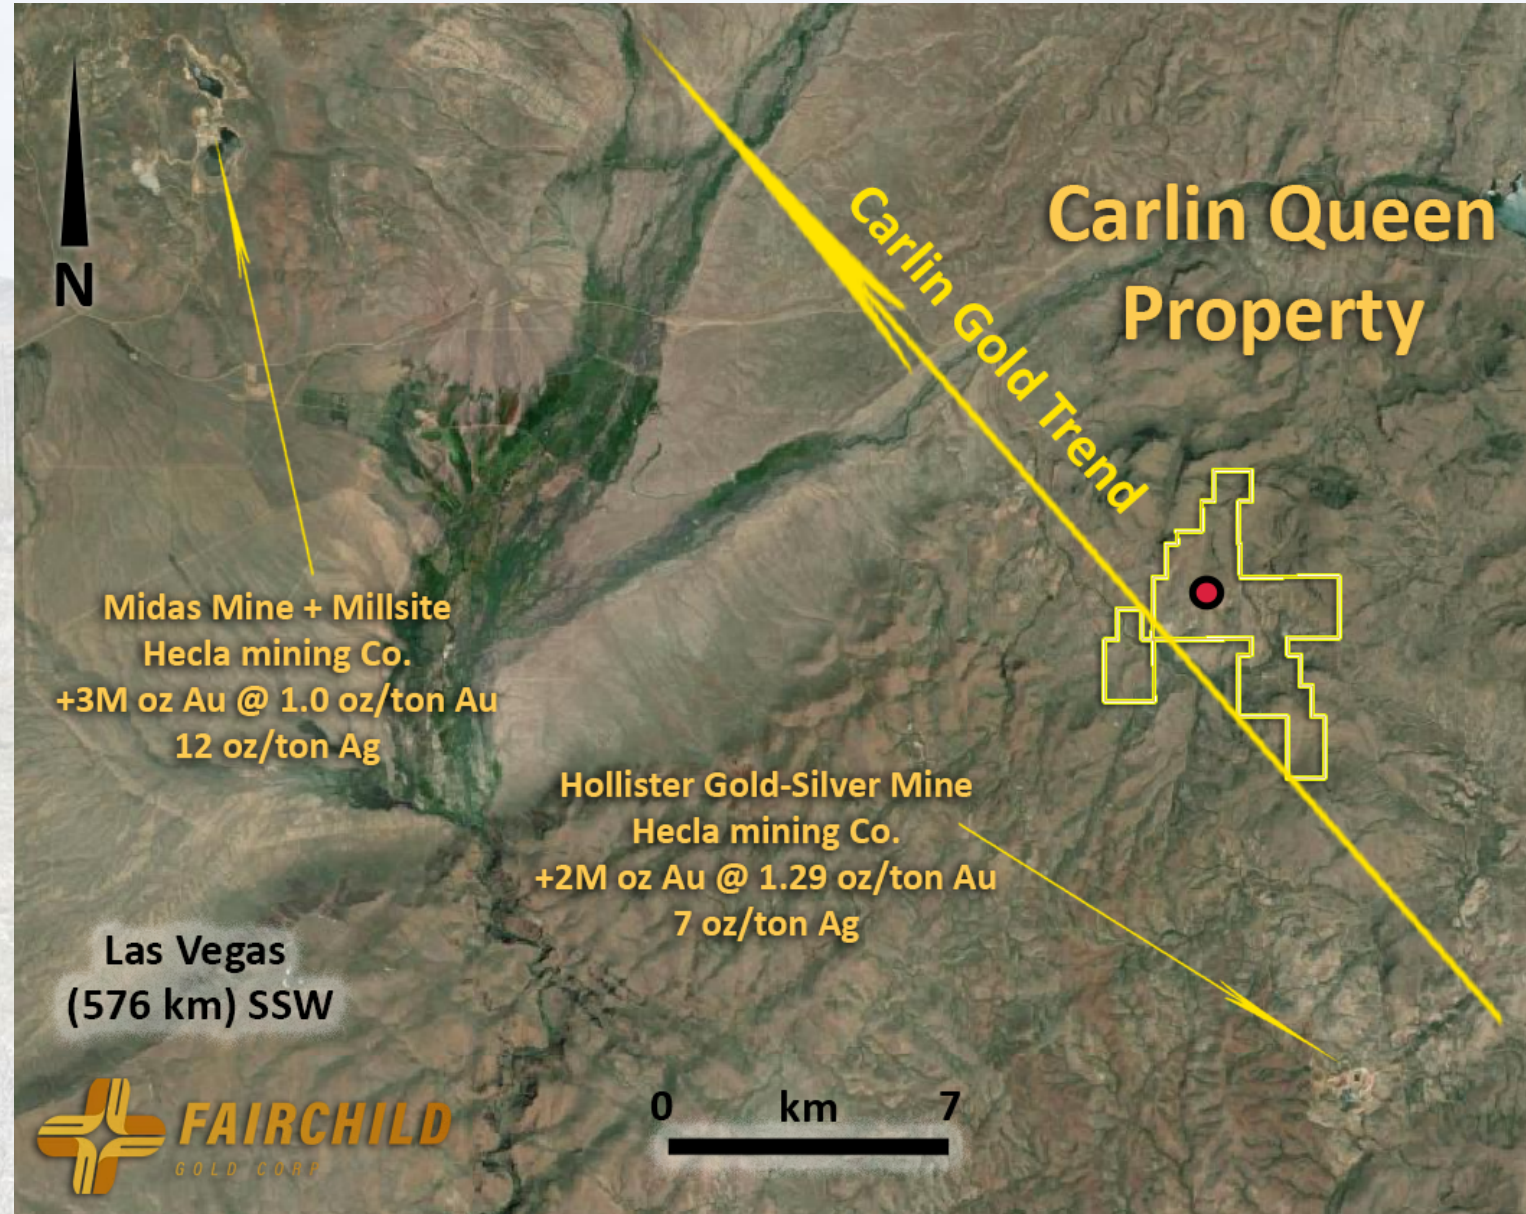 Carlin Queen
Property
Carlin Gold Trend
N
Midas Mine + Millsite
Hecla mining Co.
+3M oz Au @ 1.0 oz/ton Au
12 oz/ton Ag
Hollister Gold-Silver Mine
Hecla mining Co.
+2M oz Au @ 1.29 oz/ton Au
7 oz/ton Ag
Las Vegas
(576 km) SSW
0 km 7
FAIRCHILD
GOLD CORP